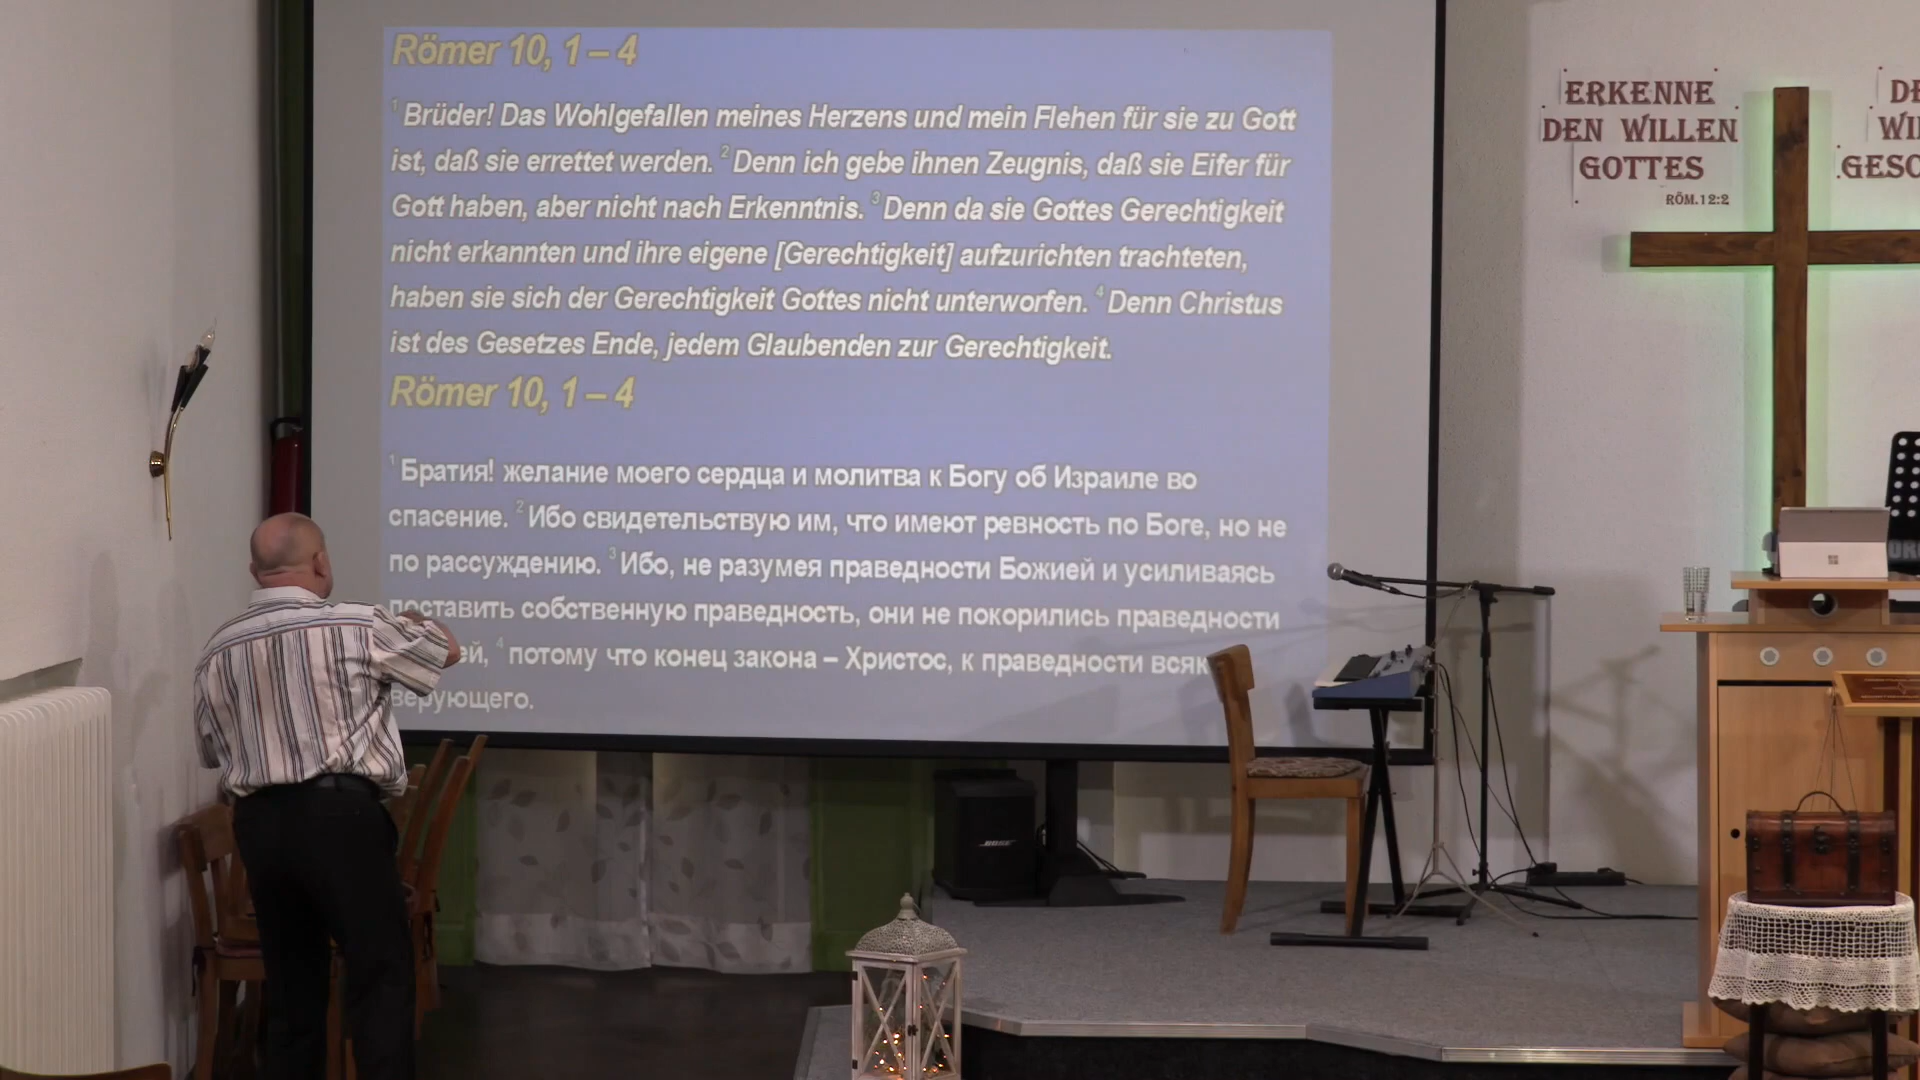 Römer 10, 1 – 4
1 Brüder! Das Wohlgefallen meines Herzens und mein Flehen für sie zu Gott
ist, daß sie errettet werden. 2 Denn ich gebe ihnen Zeugnis, daß sie Eifer für
Gott haben, aber nicht nach Erkenntnis. 3 Denn da sie Gottes Gerechtigkeit
nicht erkannten und ihre eigene [Gerechtigkeit] aufzurichten trachteten,
haben sie sich der Gerechtigkeit Gottes nicht unterworfen. 4 Denn Christus
ist des Gesetzes Ende, jedem Glaubenden zur Gerechtigkeit.
Römer 10, 1 – 4
1 Братия! желание моего сердца и молитва к Богу об Израиле во
спасение. 2 Ибо свидетельствую им, что имеют ревность по Боге, но не
по рассуждению. 3 Ибо, не разумея праведности Божией и усиливаясь
поставить собственную праведность, они не покорились праведности
4 потому что конец закона – Христос, к праведности
верующего.
ERKENNE
DEN WILLEN
GOTTES
RÖM.12:2
BOSE